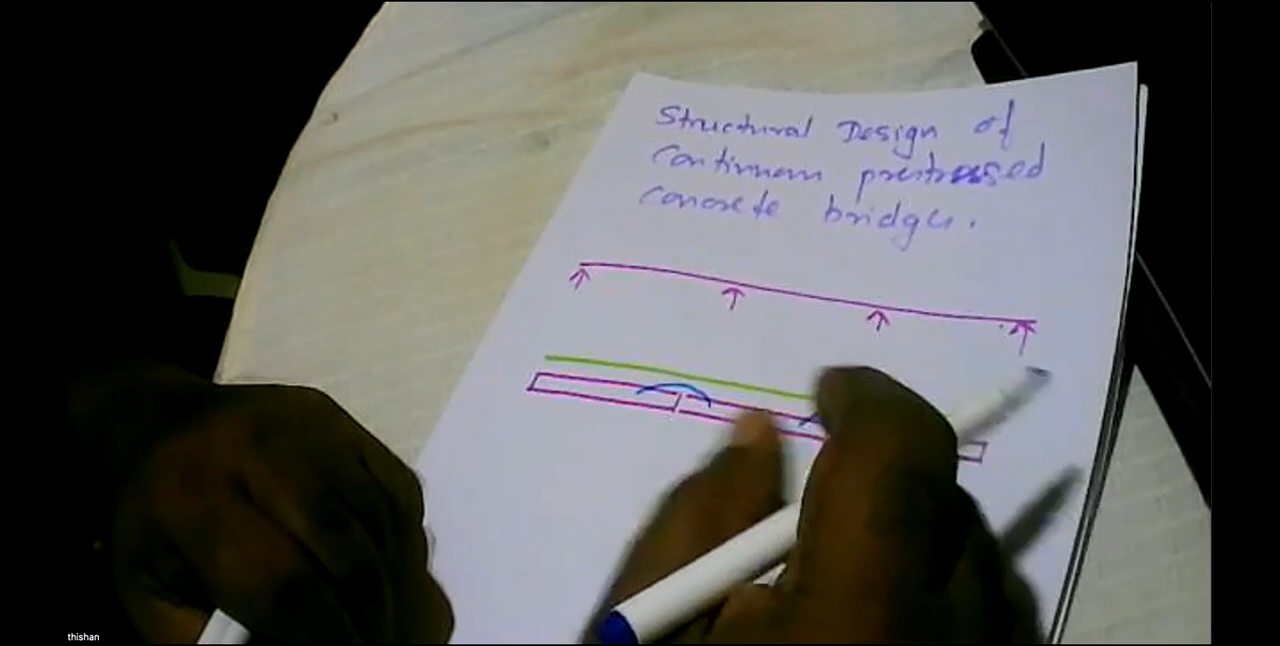 Structural Design of
Continuous prestressed
concrete bridges.
thishan